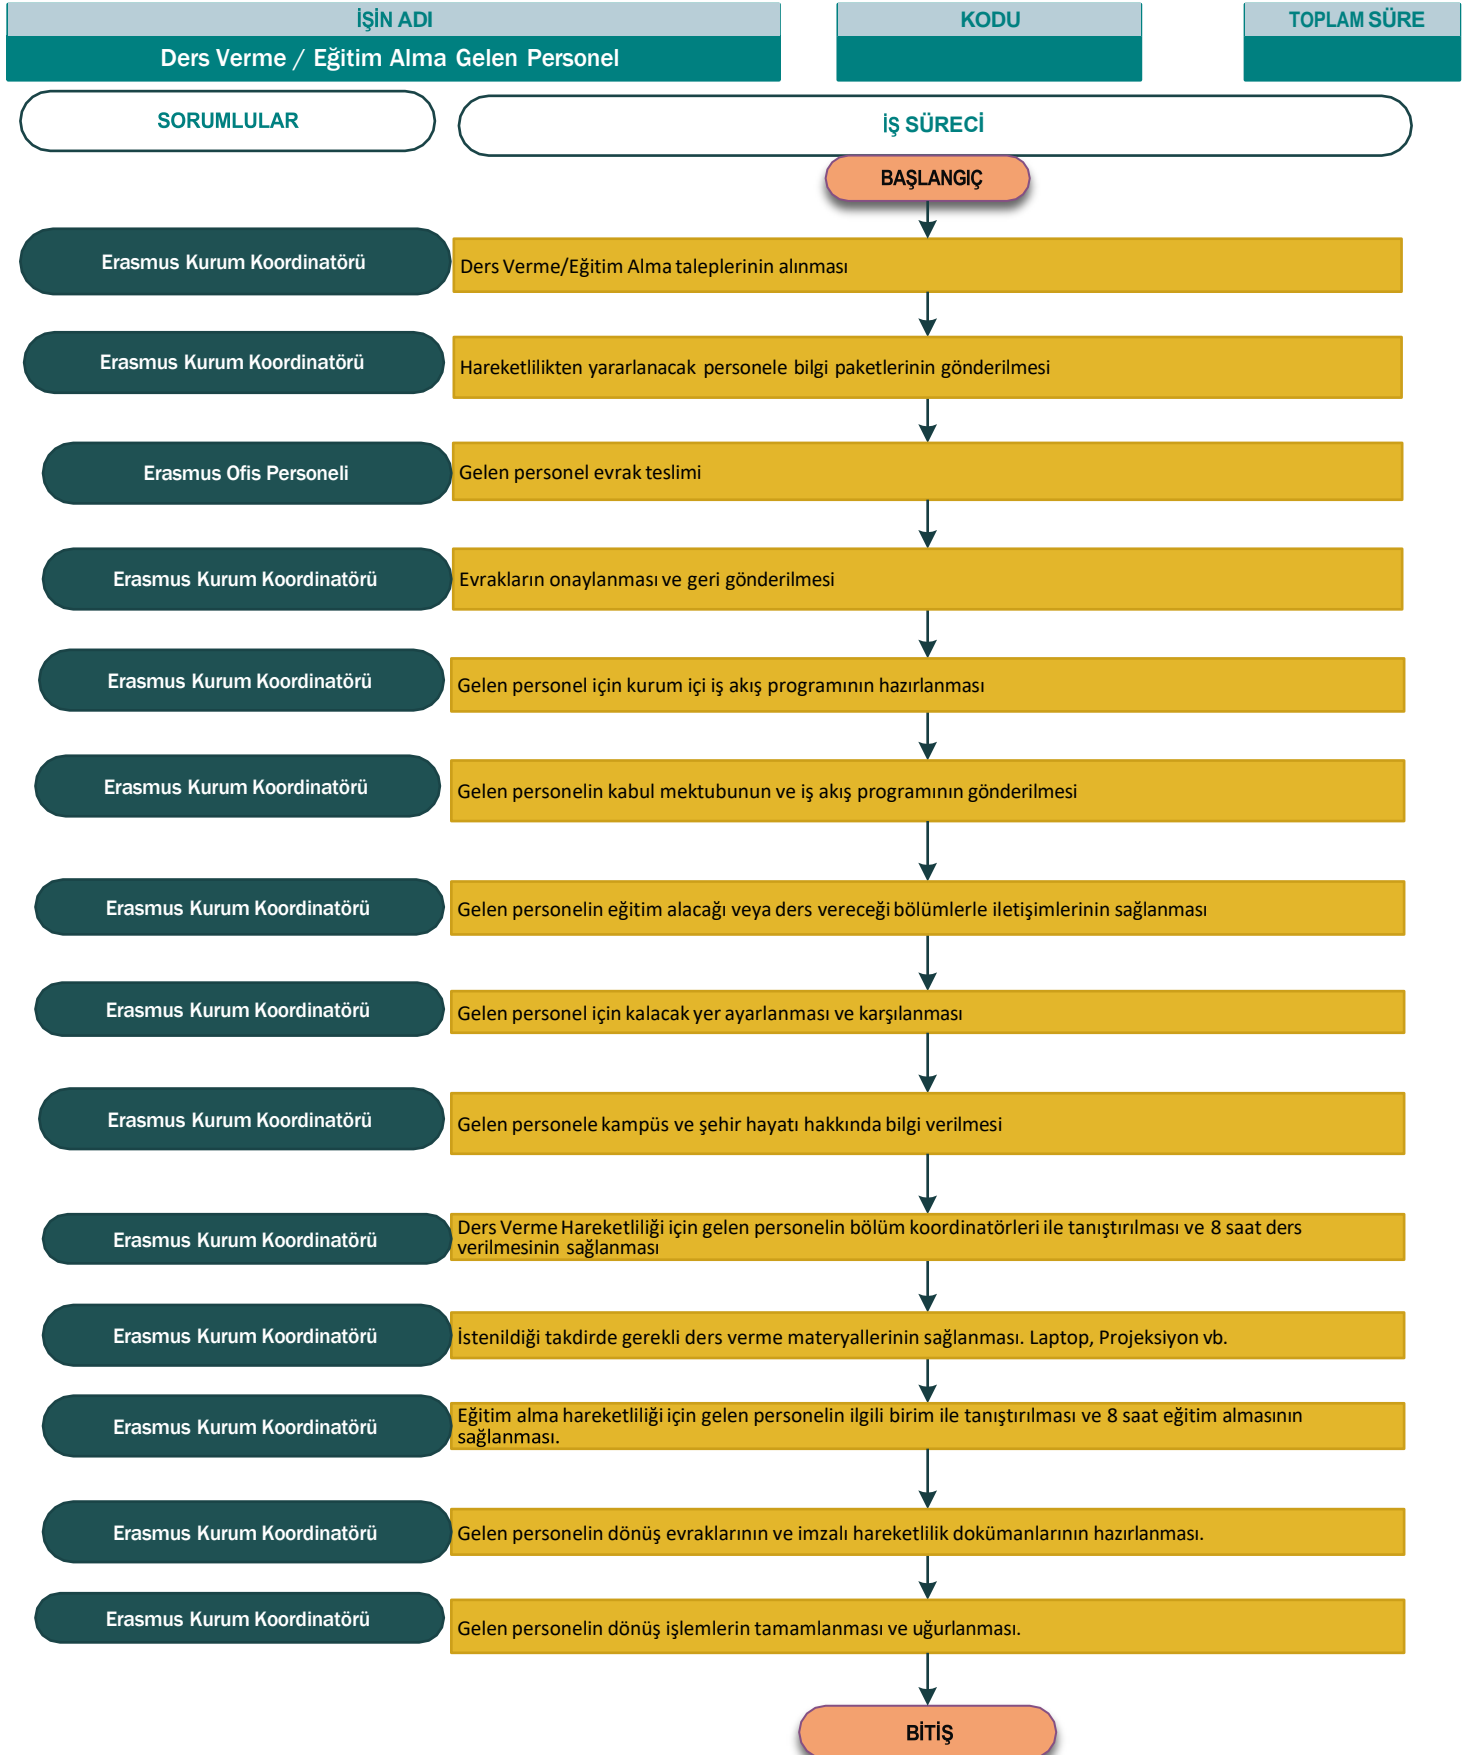 İŞİN ADI
KODU
TOPLAM SÜRE
Ders Verme / Eğitim Alma Gelen Personel
SORUMLULAR
İŞ SÜRECİ
BAŞLANGIÇ
Erasmus Kurum Koordinatörü
Ders Verme/Eğitim Alma taleplerinin alınması
Erasmus Kurum Koordinatörü
Hareketlilikten yararlanacak personele bilgi paketlerinin gönderilmesi
Erasmus Ofis Personeli
Gelen personel evrak teslimi
Erasmus Kurum Koordinatörü
Evrakların onaylanması ve geri gönderilmesi
Erasmus Kurum Koordinatörü
Gelen personel için kurum içi iş akış programının hazırlanması
Erasmus Kurum Koordinatörü
Gelen personelin kabul mektubunun ve iş akış programının gönderilmesi
Erasmus Kurum Koordinatörü
Gelen personelin eğitim alacağı veya ders vereceği bölümlerle iletişimlerinin sağlanması
Erasmus Kurum Koordinatörü
Gelen personel için kalacak yer ayarlanması ve karşılanması
Erasmus Kurum Koordinatörü
Gelen personele kampüs ve şehir hayatı hakkında bilgi verilmesi
Erasmus Kurum Koordinatörü
Ders Verme Hareketliliği için gelen personelin bölüm koordinatörleri ile tanıştırılması ve 8 saat ders
verilmesinin sağlanması
Erasmus Kurum Koordinatörü
İstenildiği takdirde gerekli ders verme materyallerinin sağlanması. Laptop, Projeksiyon vb.
Erasmus Kurum Koordinatörü
Eğitim alma hareketliliği için gelen personelin ilgili birim ile tanıştırılması ve 8 saat eğitim almasının
sağlanması.
Erasmus Kurum Koordinatörü
Gelen personelin dönüş evraklarının ve imzalı hareketlilik dokümanlarının hazırlanması.
Erasmus Kurum Koordinatörü
Gelen personelin dönüş işlemlerin tamamlanması ve uğurlanması.
BİTİŞ